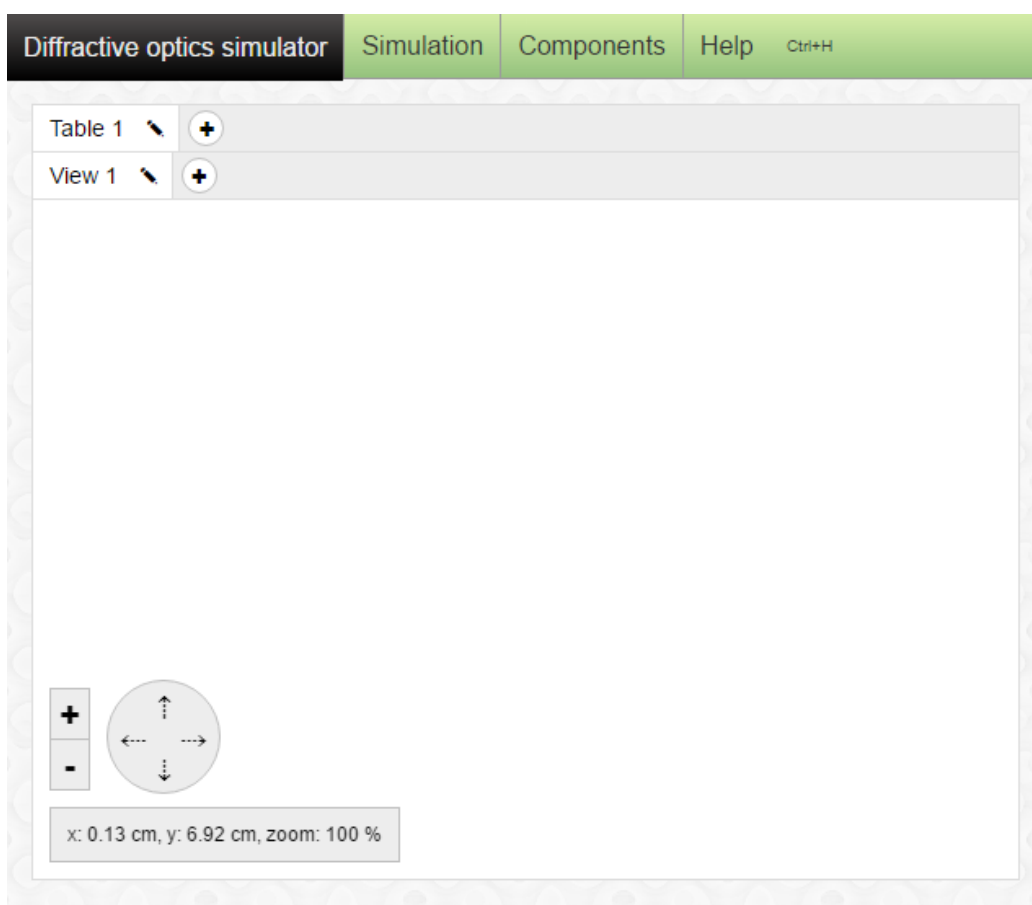 Diffractive optics simulator Simulation Components Help Ctrl+H
Table 1
View 1
+
-
x: 0.13 cm, y: 6.92 cm, zoom: 100 %